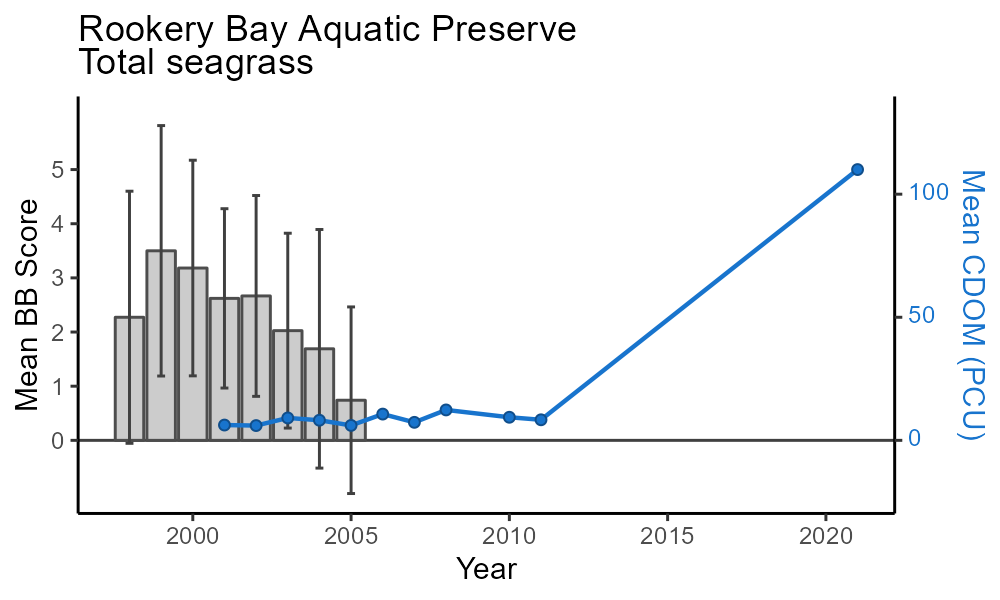 Rookery Bay Aquatic Preserve
Total seagrass
Mean BB Score
5
4
3
2
1
0
100
50
0
Mean CDOM (PCU)
2000
2005
2010
2015
2020
Year